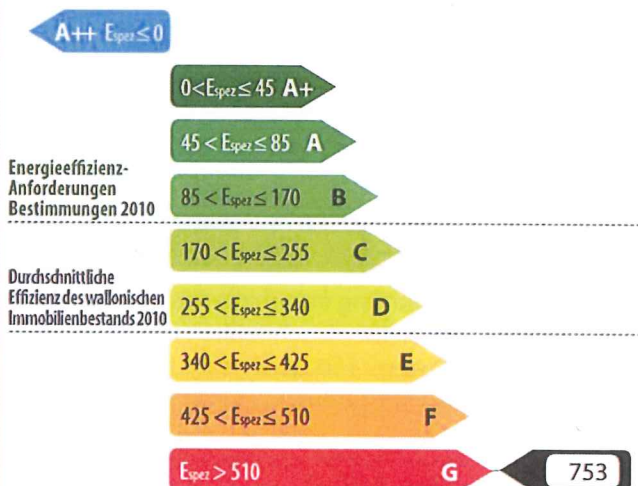 A++ Espez ≤ 0
0 < Espez ≤ 45 A+
45 < Espez ≤ 85 A
Energieeffizienz-
Anforderungen
Bestimmungen 2010
85 < Espez ≤ 170 B
170 < Espez ≤ 255 C
Durchschnittliche
Effizienz des wallonischen
Immobilienbestands 2010
255 < Espez ≤ 340 D
340 < Espez ≤ 425 E
425 < Espez ≤ 510 F
Espez > 510 G 753